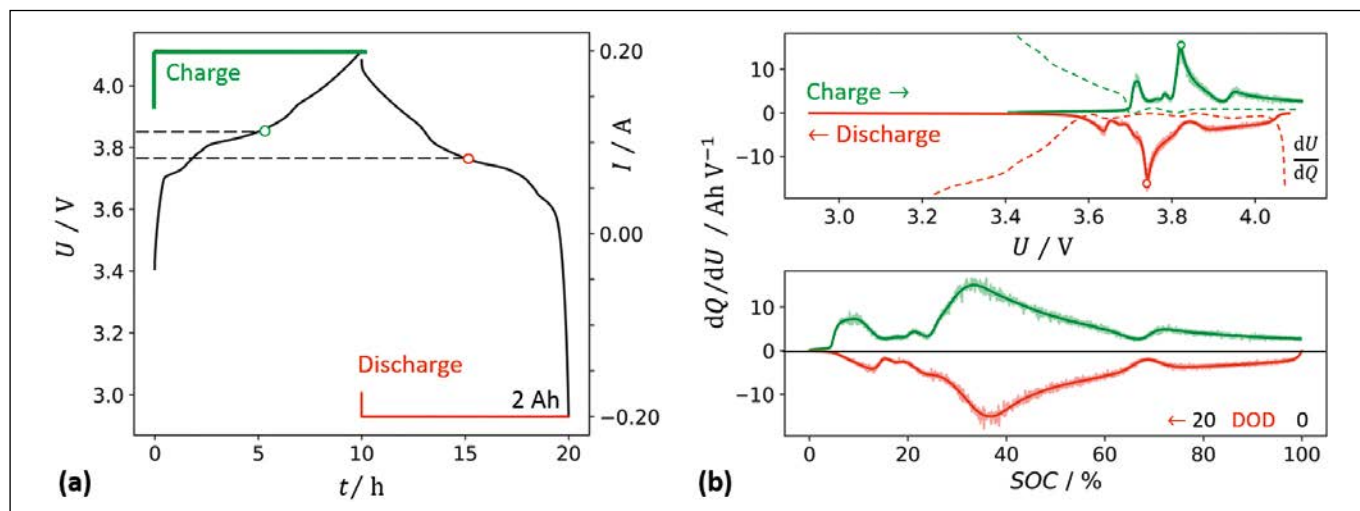 Charge
Discharge
2 Ah
4.0
3.8
3.6
3.4
3.2
3.0
U / V
0.20
0.00
−0.20
I / A
0
5
10
15
20
t / h
(a)
Charge →
← Discharge
dU
dQ
10
0
−10
3.0
3.2
3.4
3.6
3.8
4.0
U / V
dQ/dU / Ah V⁻¹
10
0
−10
← 20 DOD 0
0
20
40
60
80
100
SOC / %
(b)